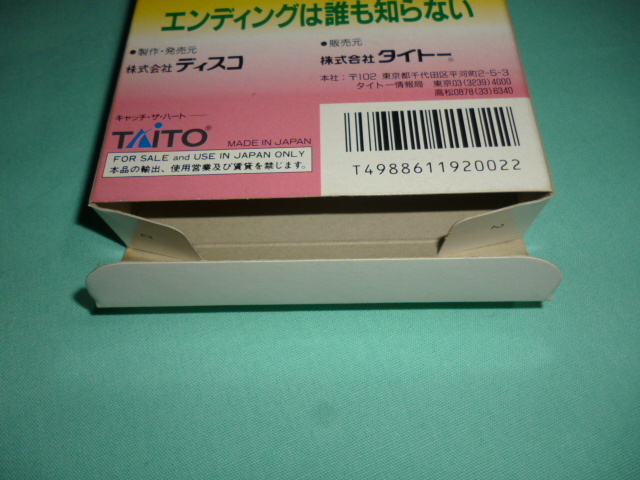 エンディングは誰も知らない
●製作・発売元
株式会社 ディスコ
●販売元
株式会社 タイトー®
本社：〒102 東京都千代田区平河町2-5-3
タイトー情報局 東京03(3239)4000
高松0878(33)6340
キャッチ・ザ・ハート
TAITO®
MADE IN JAPAN
FOR SALE and USE IN JAPAN ONLY
本品の輸出、使用営業及び賃貸を禁じます。
T4988611920022
2